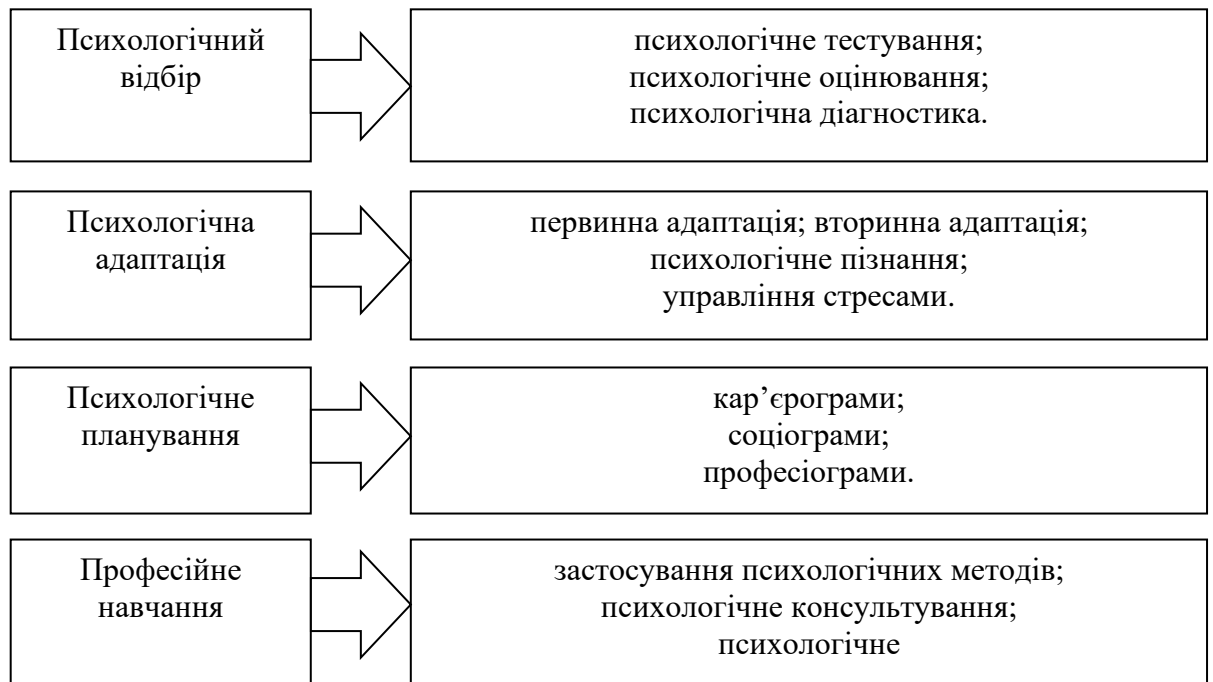 Психологічний
відбір
психологічне тестування;
психологічне оцінювання;
психологічна діагностика.
Психологічна
адаптація
первинна адаптація; вторинна адаптація;
психологічне пізнання;
управління стресами.
Психологічне
планування
кар’єрограми;
соціограми;
професіограми.
Професійне
навчання
застосування психологічних методів;
психологічне консультування;
психологічне